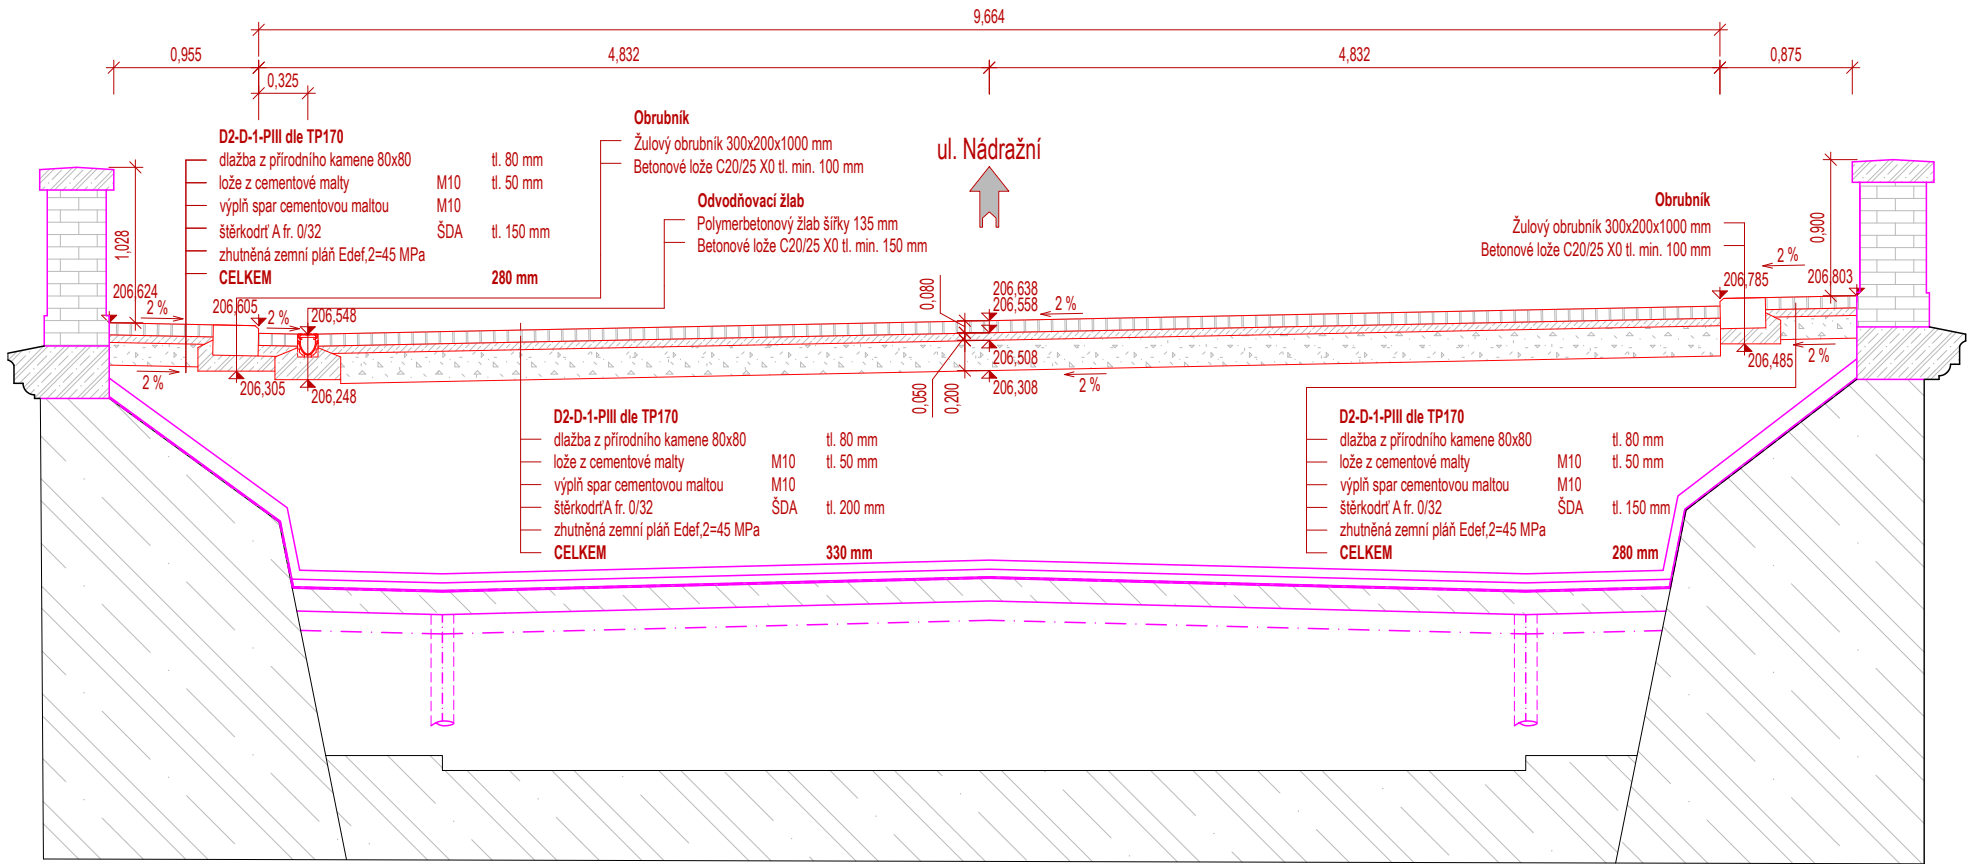 9,664
0,955
4,832
4,832
0,875
0,325
D2-D-1-PIII dle TP170
dlažba z přírodního kamene 80x80 tl. 80 mm
lože z cementové malty M10 tl. 50 mm
výplň spar cementovou maltou M10
štěrkodrť A fr. 0/32 ŠDA tl. 150 mm
zhutněná zemní pláň Edef,2=45 MPa
CELKEM 280 mm
Obrubník
Žulový obrubník 300x200x1000 mm
Betonové lože C20/25 X0 tl. min. 100 mm
Odvodňovací žlab
Polymerbetonový žlab šířky 135 mm
Betonové lože C20/25 X0 tl. min. 150 mm
ul. Nádražní
Obrubník
Žulový obrubník 300x200x1000 mm
Betonové lože C20/25 X0 tl. min. 100 mm
1,028
0,900
206,624
2 %
206,605
2 %
206,548
0,080
206,638
206,558
2 %
206,785
2 %
206,803
2 %
206,305
206,248
206,508
206,308
2 %
0,050
0,200
206,485
2 %
D2-D-1-PIII dle TP170
dlažba z přírodního kamene 80x80 tl. 80 mm
lože z cementové malty M10 tl. 50 mm
výplň spar cementovou maltou M10
štěrkodrťA fr. 0/32 ŠDA tl. 200 mm
zhutněná zemní pláň Edef,2=45 MPa
CELKEM 330 mm
D2-D-1-PIII dle TP170
dlažba z přírodního kamene 80x80 tl. 80 mm
lože z cementové malty M10 tl. 50 mm
výplň spar cementovou maltou M10
štěrkodrť A fr. 0/32 ŠDA tl. 150 mm
zhutněná zemní pláň Edef,2=45 MPa
CELKEM 280 mm